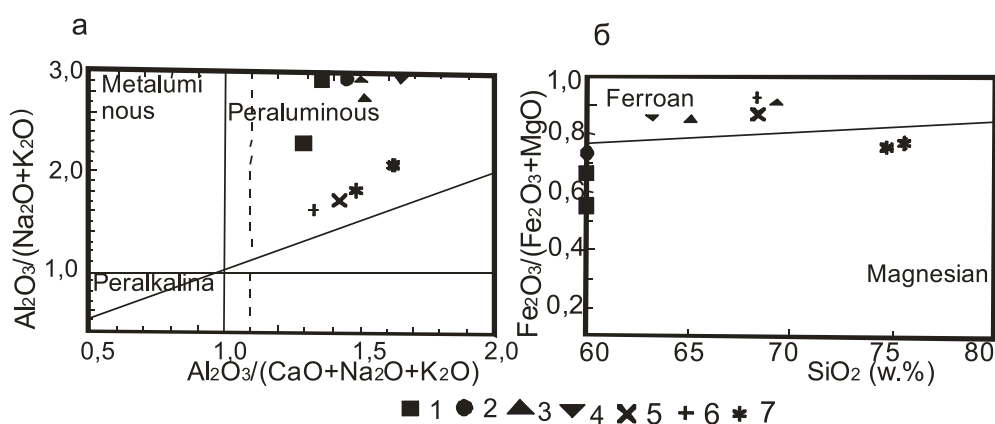 а
3,0
Metalumi
nous
Peraluminous
2,0
1,0
Peralkalina
Al₂O₃/(Na₂O+K₂O)
0,5 1,0 1,5 2,0
Al₂O₃/(CaO+Na₂O+K₂O)
б
1,0
Ferroan
0,8
0,6
0,4
0,2
Magnesian
Fe₂O₃/(Fe₂O₃+MgO)
60 65 70 75 80
SiO₂ (w.%)
1 2 3 4 5 6 7